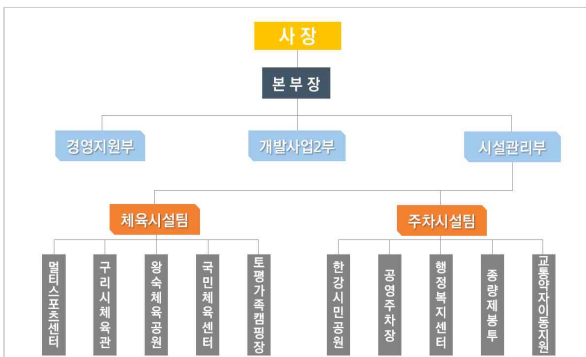 사장
본부장
경영지원부
개발사업2부
시설관리부
체육시설팀
주차시설팀
멀티스포츠센터
구리시체육관
왕숙체육공원
국민체육센터
토평가족캠핑장
한강시민공원
공영주차장
행정복지센터
종량제봉투
교통약자이동지원